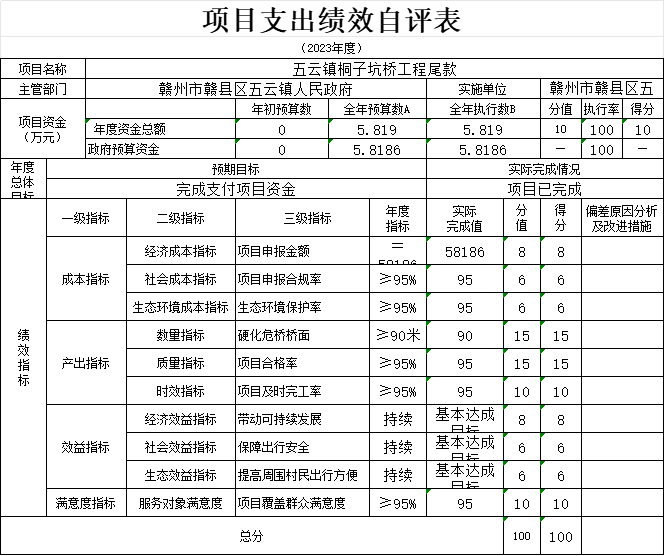 项目支出绩效自评表
（2023年度）
项目名称 五云镇桐子坑桥工程尾款
主管部门 赣州市赣县区五云镇人民政府 实施单位 赣州市赣县区五
项目资金（万元） 年初预算数 全年预算数A 全年执行数B 分值 执行率 得分
年度资金总额 0 5.819 5.819 10 100 10
政府预算资金 0 5.8186 5.8186 — 100 —
年度总体目标 预期目标 实际完成情况
完成支付项目资金 项目已完成
绩效指标 一级指标 二级指标 三级指标 年度指标 实际完成值 分值 得分 偏差原因分析及改进措施
成本指标 经济成本指标 项目申报金额 ＝58186 58186 8 8
社会成本指标 项目申报合规率 ≥95% 95 6 6
生态环境成本指标 生态环境保护率 ≥95% 95 6 6
产出指标 数量指标 硬化危桥桥面 ≥90米 90 15 15
质量指标 项目合格率 ≥95% 95 15 15
时效指标 项目及时完工率 ≥95% 95 10 10
效益指标 经济效益指标 带动可持续发展 持续 基本达成目标 8 8
社会效益指标 保障出行安全 持续 基本达成目标 6 6
生态效益指标 提高周围村民出行方便 持续 基本达成目标 6 6
满意度指标 服务对象满意度 项目覆盖群众满意度 ≥95% 95 10 10
总分 100 100